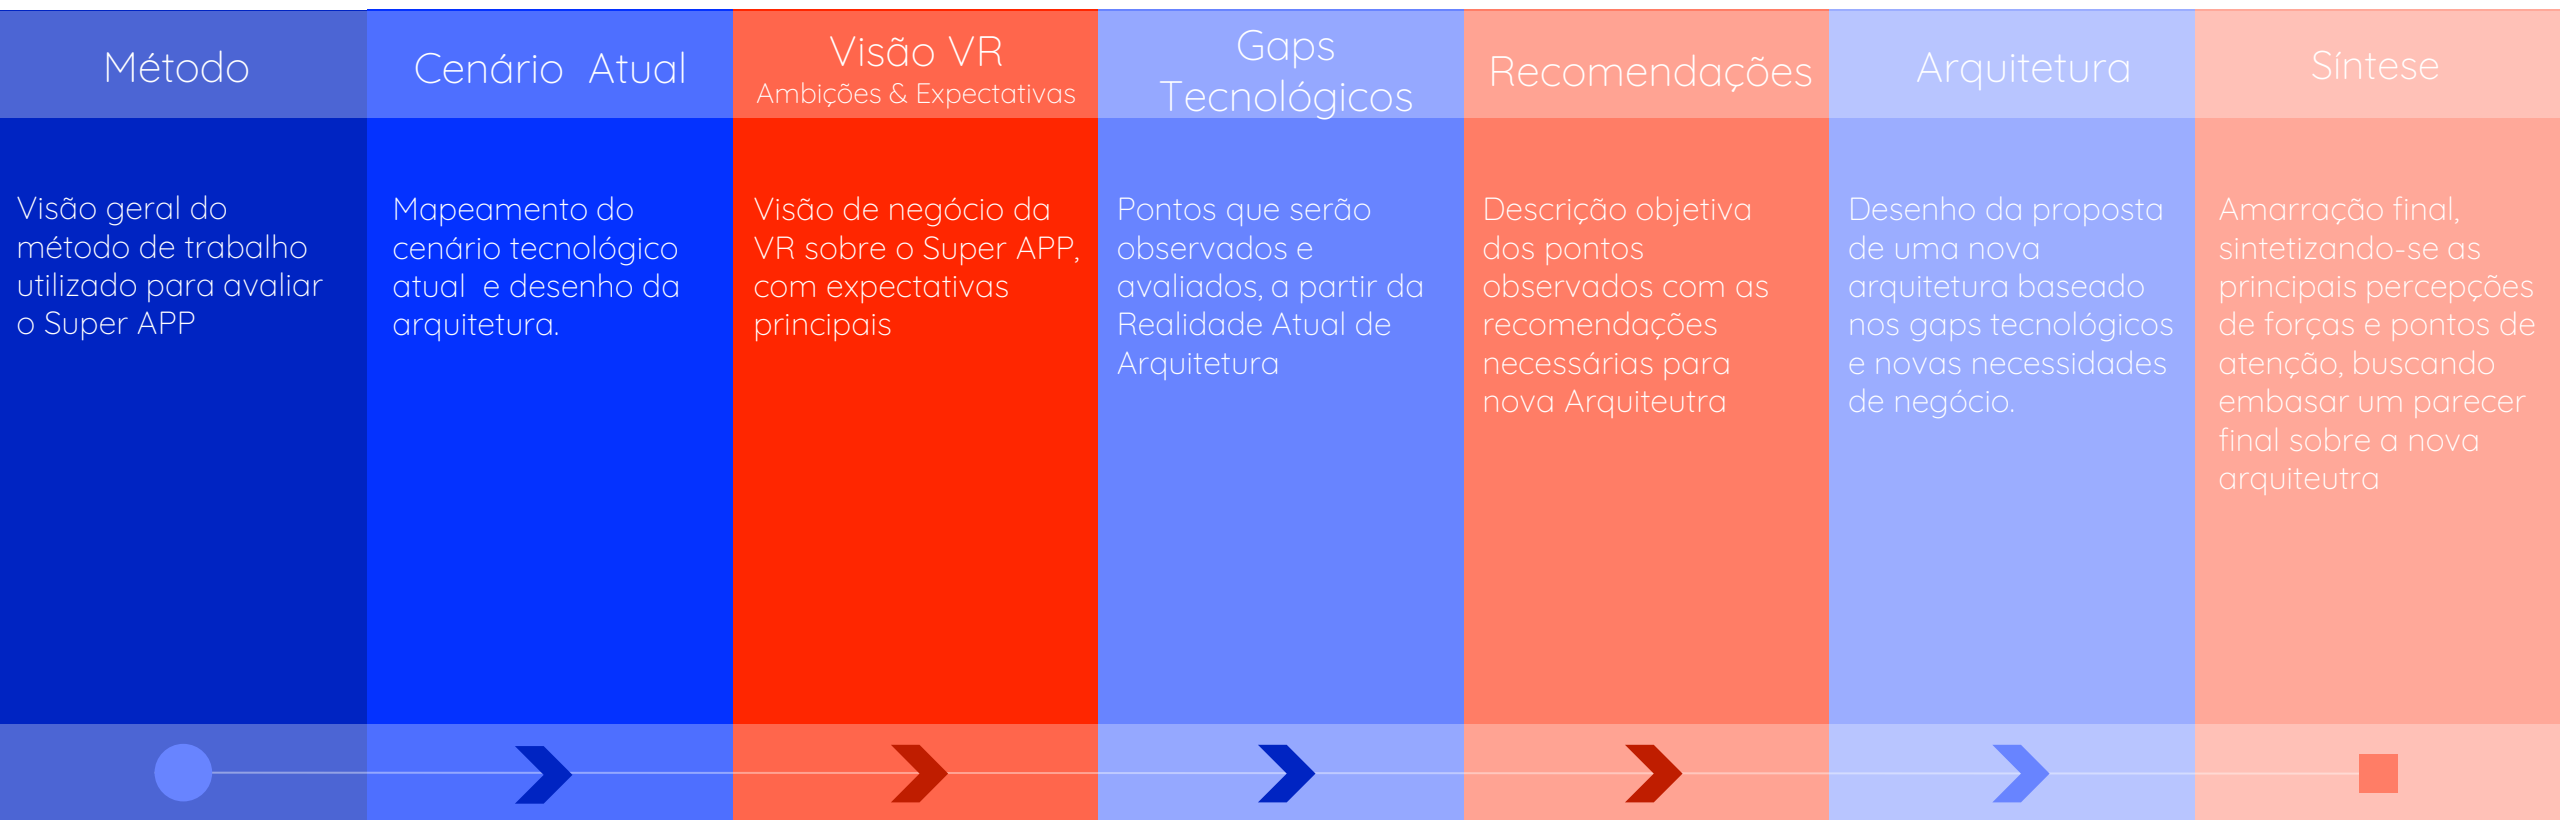 Método
Visão geral do
método de trabalho
utilizado para avaliar
o Super APP
Cenário Atual
Mapeamento do
cenário tecnológico
atual e desenho da
arquitetura.
Visão VR
Ambições & Expectativas
Visão de negócio da
VR sobre o Super APP,
com expectativas
principais
Gaps
Tecnológicos
Pontos que serão
observados e
avaliados, a partir da
Realidade Atual de
Arquitetura
Recomendações
Descrição objetiva
dos pontos
observados com as
recomendações
necessárias para
nova Arquiteutra
Arquitetura
Desenho da proposta
de uma nova
arquitetura baseado
nos gaps tecnológicos
e novas necessidades
de negócio.
Síntese
Amarração final,
sintetizando-se as
principais percepções
de forças e pontos de
atenção, buscando
embasar um parecer
final sobre a nova
arquiteutra